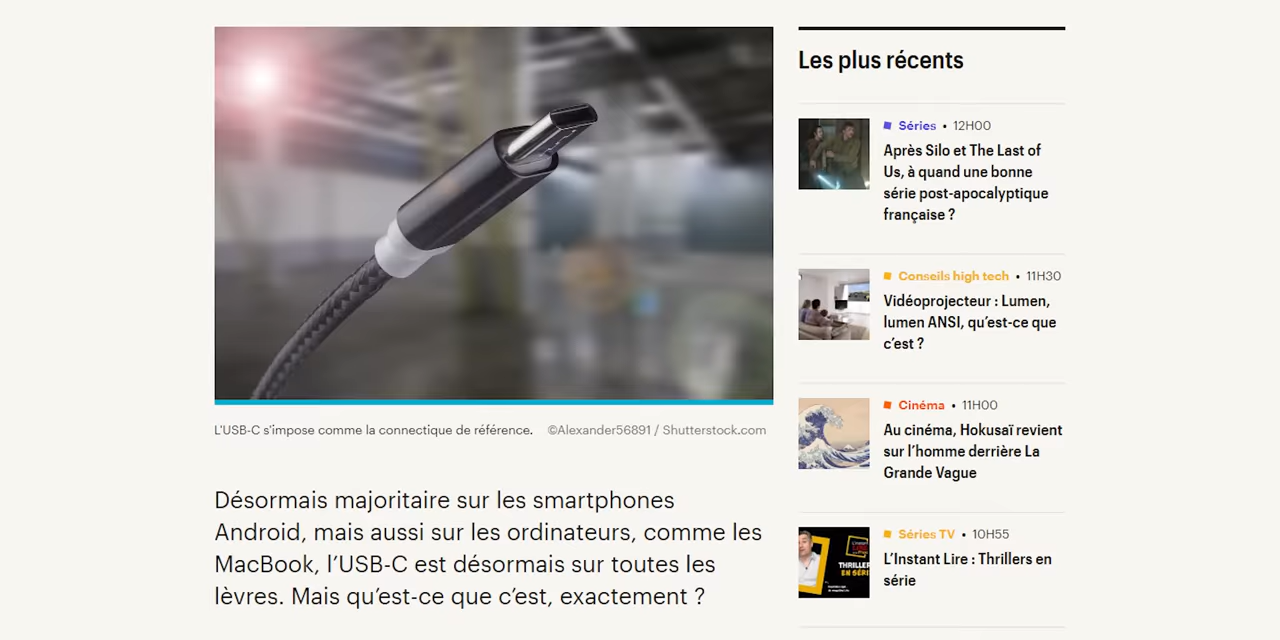 L'USB-C s'impose comme la connectique de référence. ©Alexander56891 / Shutterstock.com
Désormais majoritaire sur les smartphones
Android, mais aussi sur les ordinateurs, comme les
MacBook, l’USB-C est désormais sur toutes les
lèvres. Mais qu’est-ce que c’est, exactement ?
Les plus récents
Séries • 12H00
Après Silo et The Last of
Us, à quand une bonne
série post-apocalyptique
française ?
Conseils high tech • 11H30
Vidéoprojecteur : Lumen,
lumen ANSI, qu’est-ce que
c’est ?
Cinéma • 11H00
Au cinéma, Hokusaï revient
sur l’homme derrière La
Grande Vague
Séries TV • 10H55
L’Instant Lire : Thrillers en
série
THRILLER
EN SÉRI